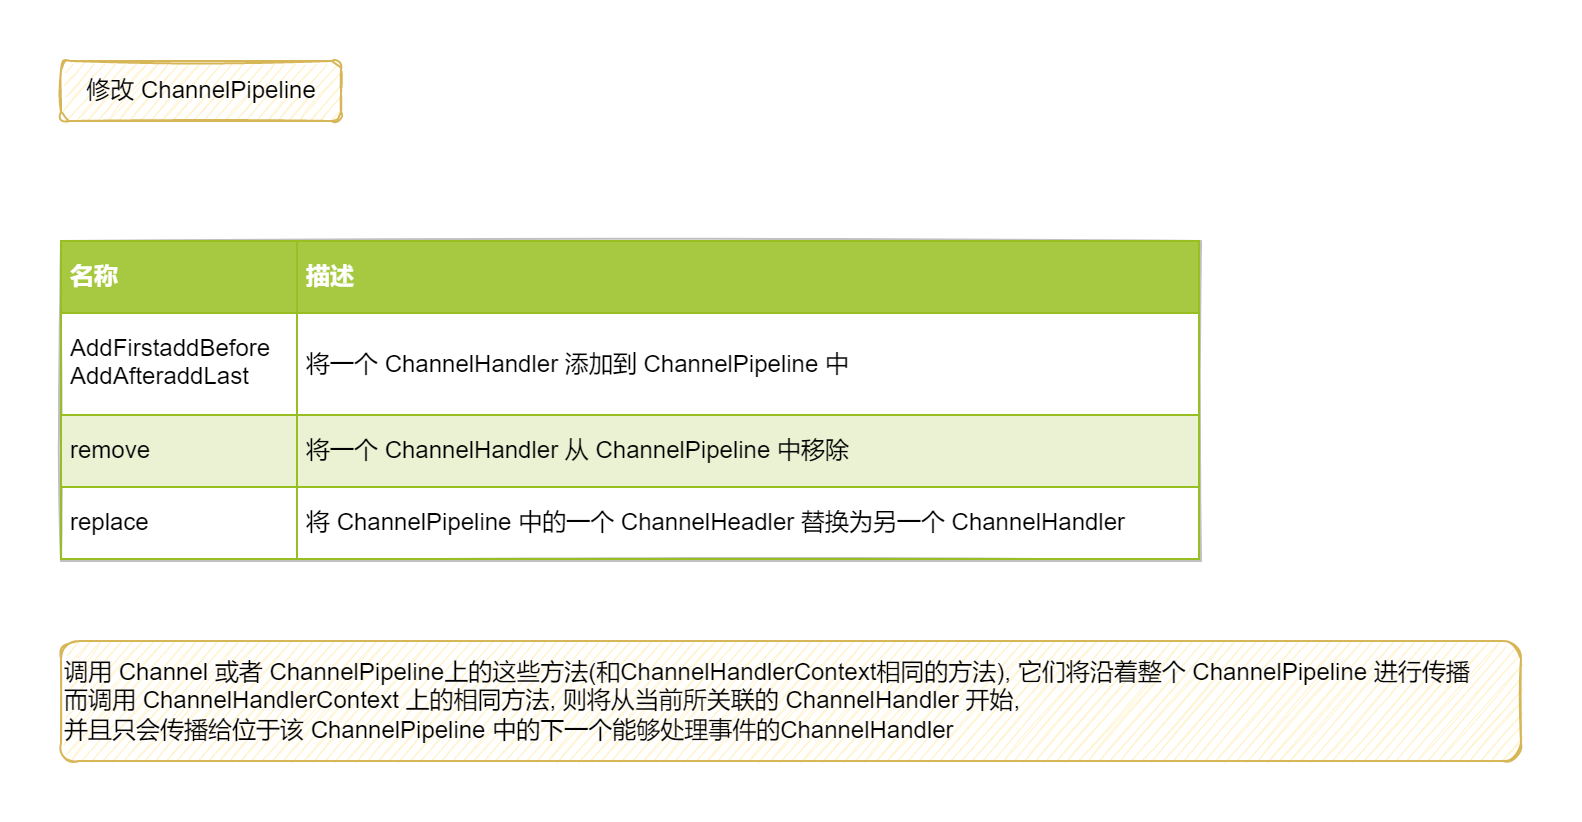 修改 ChannelPipeline
名称
描述
AddFirstaddBefore
AddAfteraddLast
将一个 ChannelHandler 添加到 ChannelPipeline 中
remove
将一个 ChannelHandler 从 ChannelPipeline 中移除
replace
将 ChannelPipeline 中的一个 ChannelHeadler 替换为另一个 ChannelHandler
调用 Channel 或者 ChannelPipeline上的这些方法(和ChannelHandlerContext相同的方法), 它们将沿着整个 ChannelPipeline 进行传播
而调用 ChannelHandlerContext 上的相同方法, 则将从当前所关联的 ChannelHandler 开始,
并且只会传播给位于该 ChannelPipeline 中的下一个能够处理事件的ChannelHandler